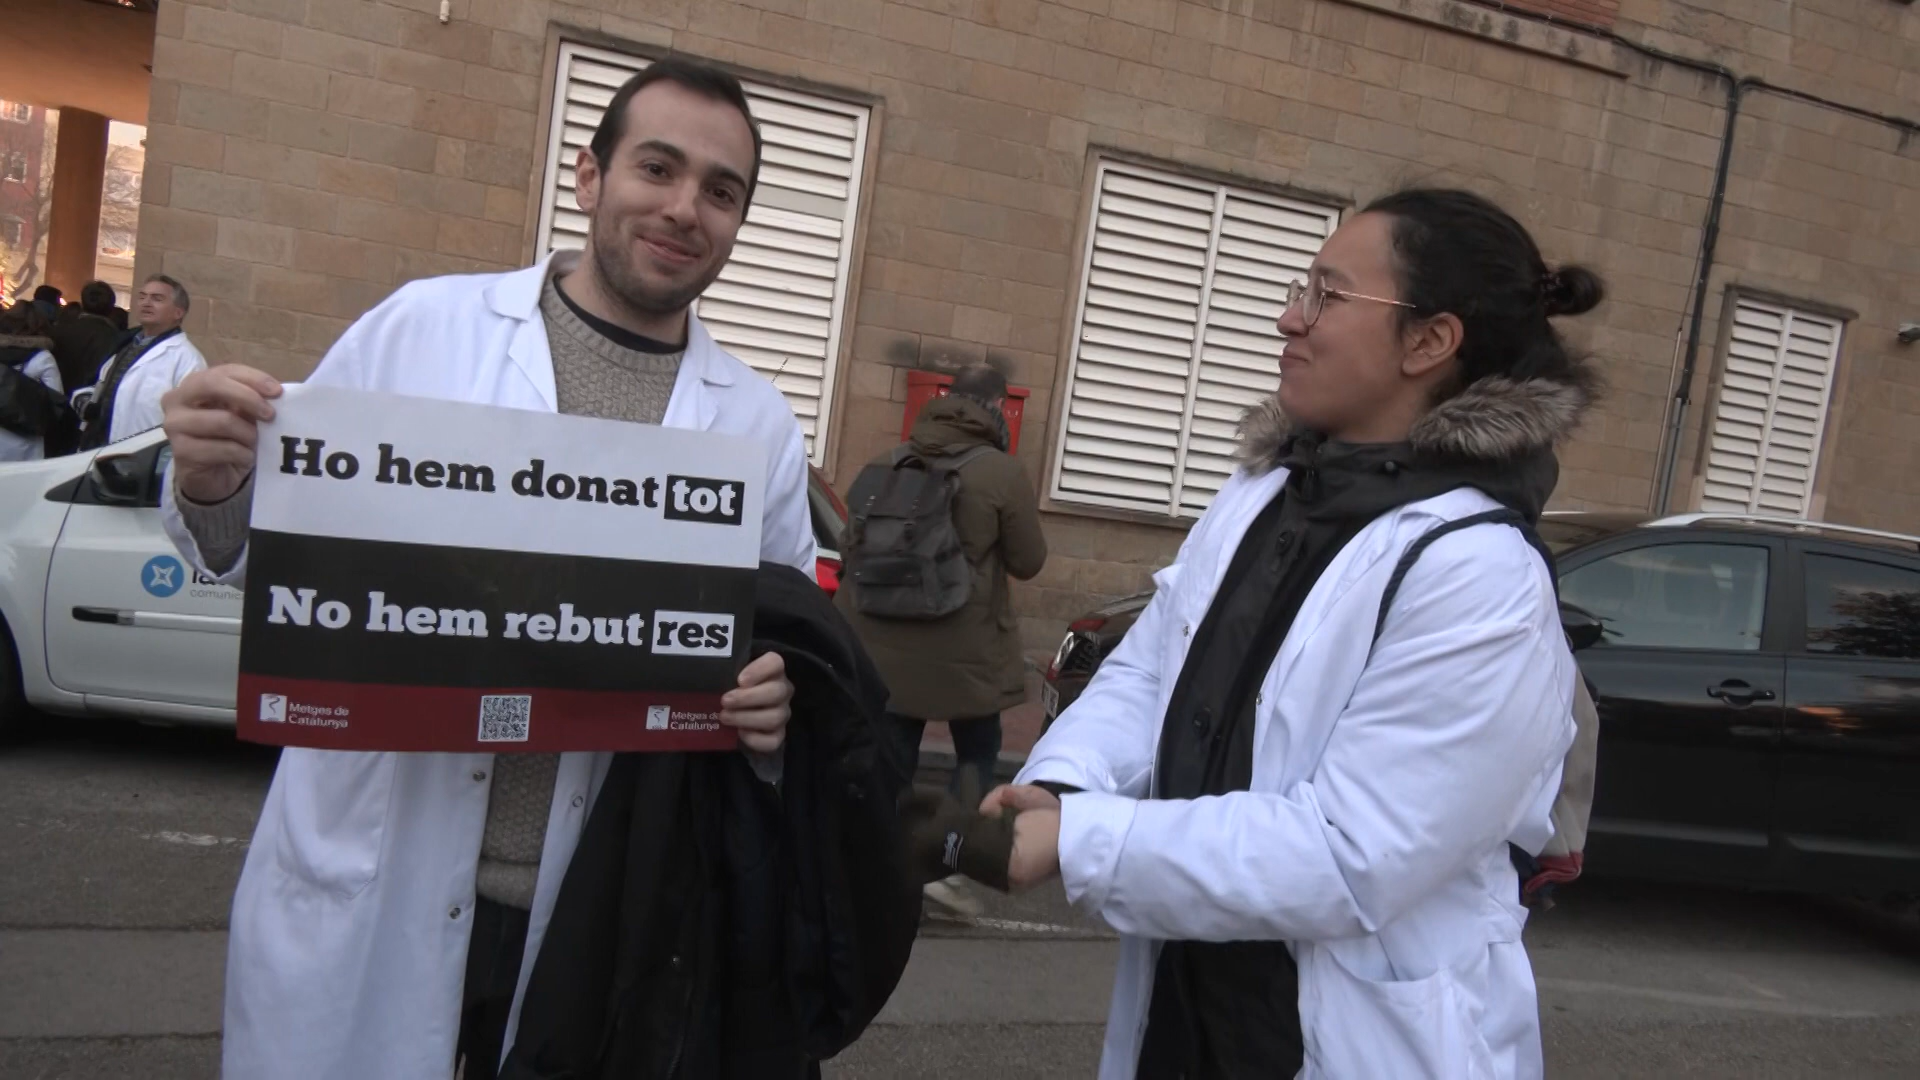 Ho hem donat tot
No hem rebut res
Metges de
Catalunya
Metges de
Catalunya